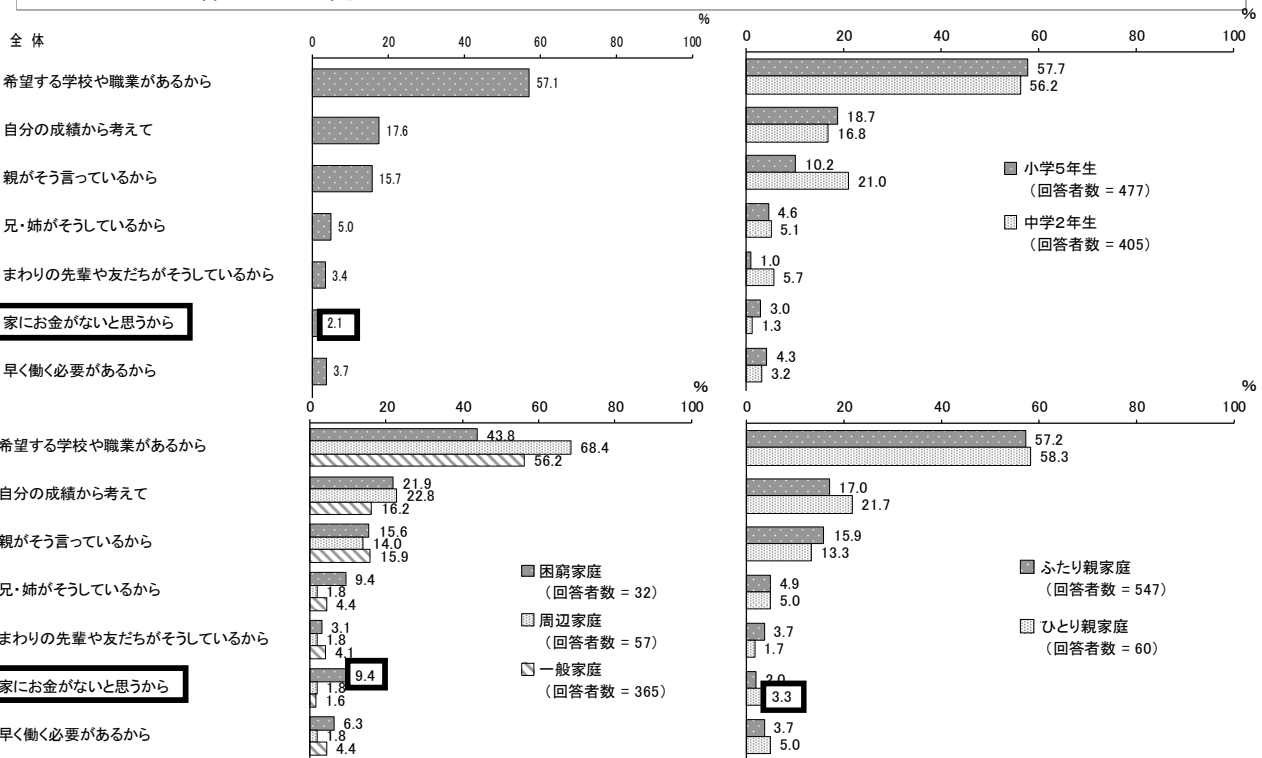 %
全 体
0 20 40 60 80 100
希望する学校や職業があるから
57.1
自分の成績から考えて
17.6
親がそう言っているから
15.7
兄・姉がそうしているから
5.0
まわりの先輩や友だちがそうしているから
3.4
家にお金がないと思うから
2.1
早く働く必要があるから
3.7
%
0 20 40 60 80 100
57.7
56.2
18.7
16.8
10.2
21.0
4.6
5.1
1.0
5.7
3.0
1.3
4.3
3.2
小学5年生
（回答者数 = 477）
中学2年生
（回答者数 = 405）
%
0 20 40 60 80 100
希望する学校や職業があるから
43.8
68.4
56.2
自分の成績から考えて
21.9
22.8
16.2
親がそう言っているから
15.6
14.0
15.9
兄・姉がそうしているから
9.4
1.8
4.4
まわりの先輩や友だちがそうしているから
3.1
1.8
4.1
家にお金がないと思うから
9.4
1.8
1.6
早く働く必要があるから
6.3
1.8
4.4
困窮家庭
（回答者数 = 32）
周辺家庭
（回答者数 = 57）
一般家庭
（回答者数 = 365）
%
0 20 40 60 80 100
57.2
58.3
17.0
21.7
15.9
13.3
4.9
5.0
3.7
1.7
2.0
3.3
3.7
5.0
ふたり親家庭
（回答者数 = 547）
ひとり親家庭
（回答者数 = 60）